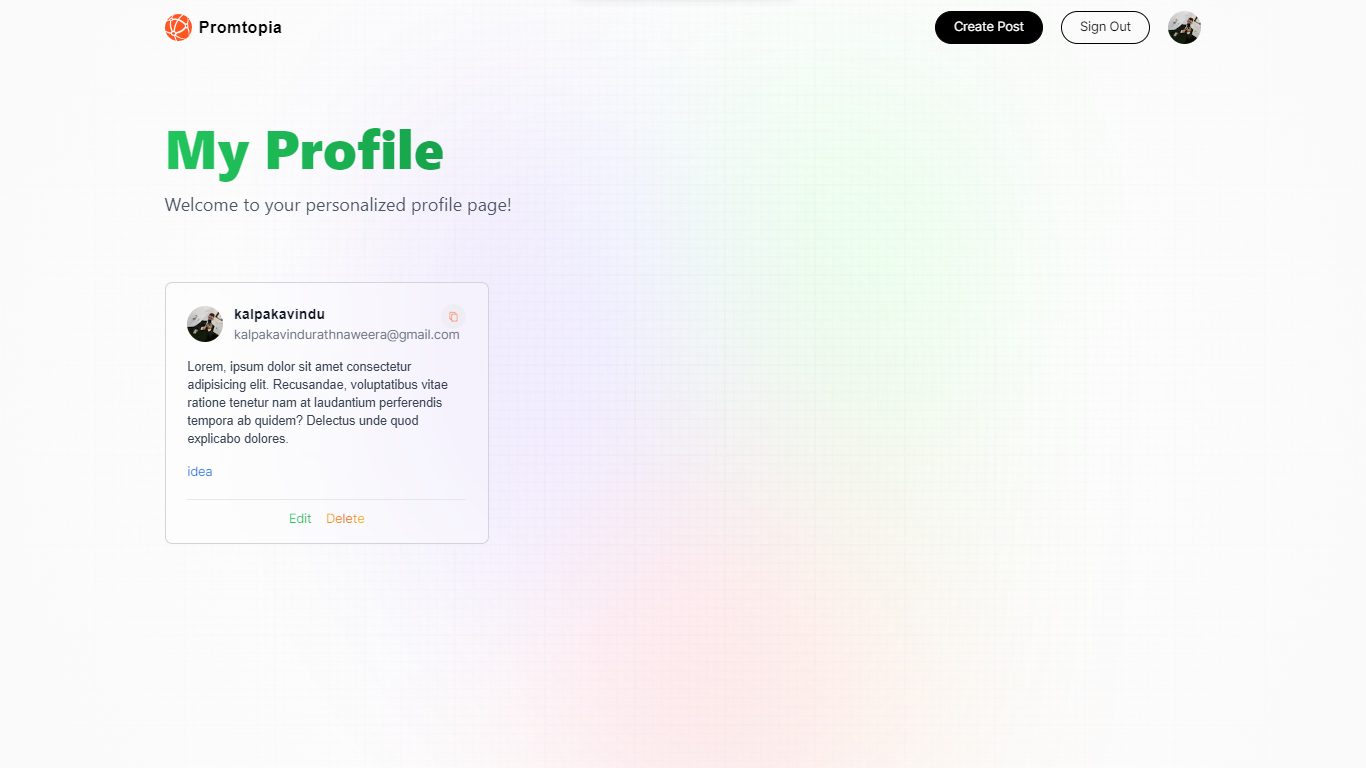 Promtopia
Create Post
Sign Out
My Profile
Welcome to your personalized profile page!
kalpakavindu
kalpakavindurathnaweera@gmail.com
Lorem, ipsum dolor sit amet consectetur
adipisicing elit. Recusandae, voluptatibus vitae
ratione tenetur nam at laudantium perferendis
tempora ab quidem? Delectus unde quod
explicabo dolores.
idea
Edit Delete